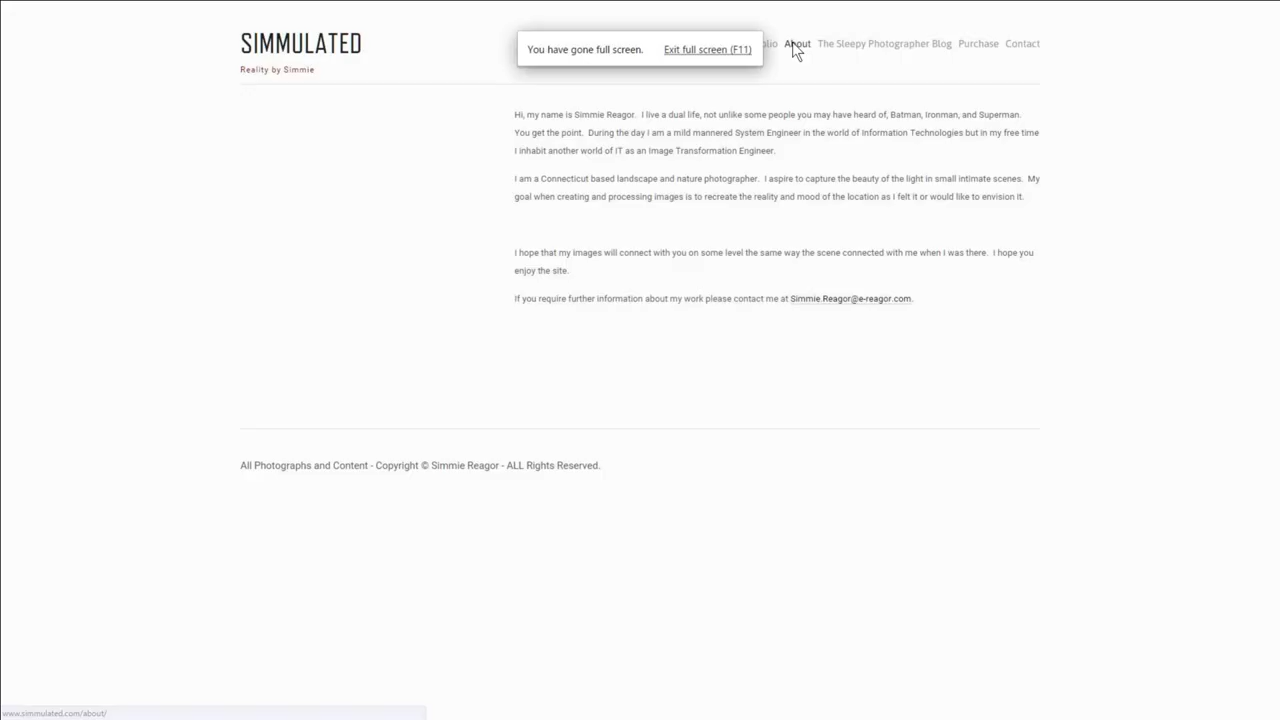 SIMMULATED
Reality by Simmie
You have gone full screen. Exit full screen (F11)
About The Sleepy Photographer Blog Purchase Contact
Hi, my name is Simmie Reagor. I live a dual life, not unlike some people you may have heard of, Batman, Ironman, and Superman.
You get the point. During the day I am a mild mannered System Engineer in the world of Information Technologies but in my free time
I inhabit another world of IT as an Image Transformation Engineer.
I am a Connecticut based landscape and nature photographer. I aspire to capture the beauty of the light in small intimate scenes. My
goal when creating and processing images is to recreate the reality and mood of the location as I felt it or would like to envision it.
I hope that my images will connect with you on some level the same way the scene connected with me when I was there. I hope you
enjoy the site.
If you require further information about my work please contact me at Simmie.Reagor@e-reagor.com.
All Photographs and Content - Copyright © Simmie Reagor - ALL Rights Reserved.
www.simmulated.com/about/